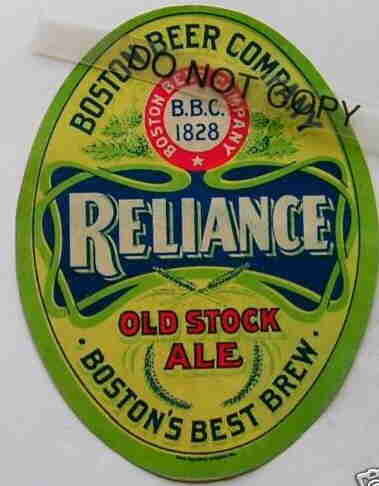 BOSTON BEER COMPANY
DO NOT COPY
BOSTON BEER COMPANY
B.B.C.
1828
RELIANCE
OLD STOCK
ALE
· BOSTON'S BEST BREW ·